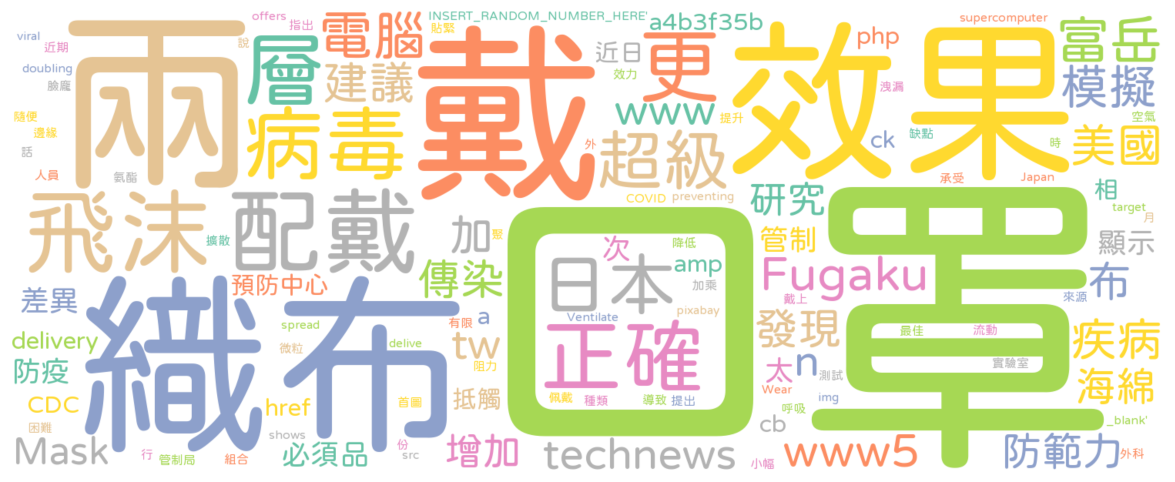 offers
指出
電腦
INSERT_RANDOM_NUMBER_HERE'
貼緊
a4b3f35b
supercomputer
富岳
viral
近期
說
兩
層
戴
近日
更
效果
php
doubling
臉龐
建議
效力
www
模擬
洩漏
隨便
邊緣
病毒
提升
ck
缺點
空氣
美國
話
外
超級
時
人員
氨酯
承受
Japan
飛沫
配戴
COVID
preventing
研究
口罩
相
target
月
擴散
加
聚
次
降低
管制
顯示
日本
amp
加乘
Fugaku
差異
預防中心
傳染
戴上
來源
布
織布
有限
a
Ventilate
pixabay
spread
正確
發現
最佳
流動
疾病
delivery
微粒
delive
tw
阻力
太
n
測試
實驗室
防疫
Wear
img
海綿
CDC
href
首圖
抵觸
佩戴
種類
導致
提出
呼吸
困難
shows
cb
_blank'
Mask
行
管制局
組合
必須品
份
src
增加
technews
小幅
www5
防範力
外科